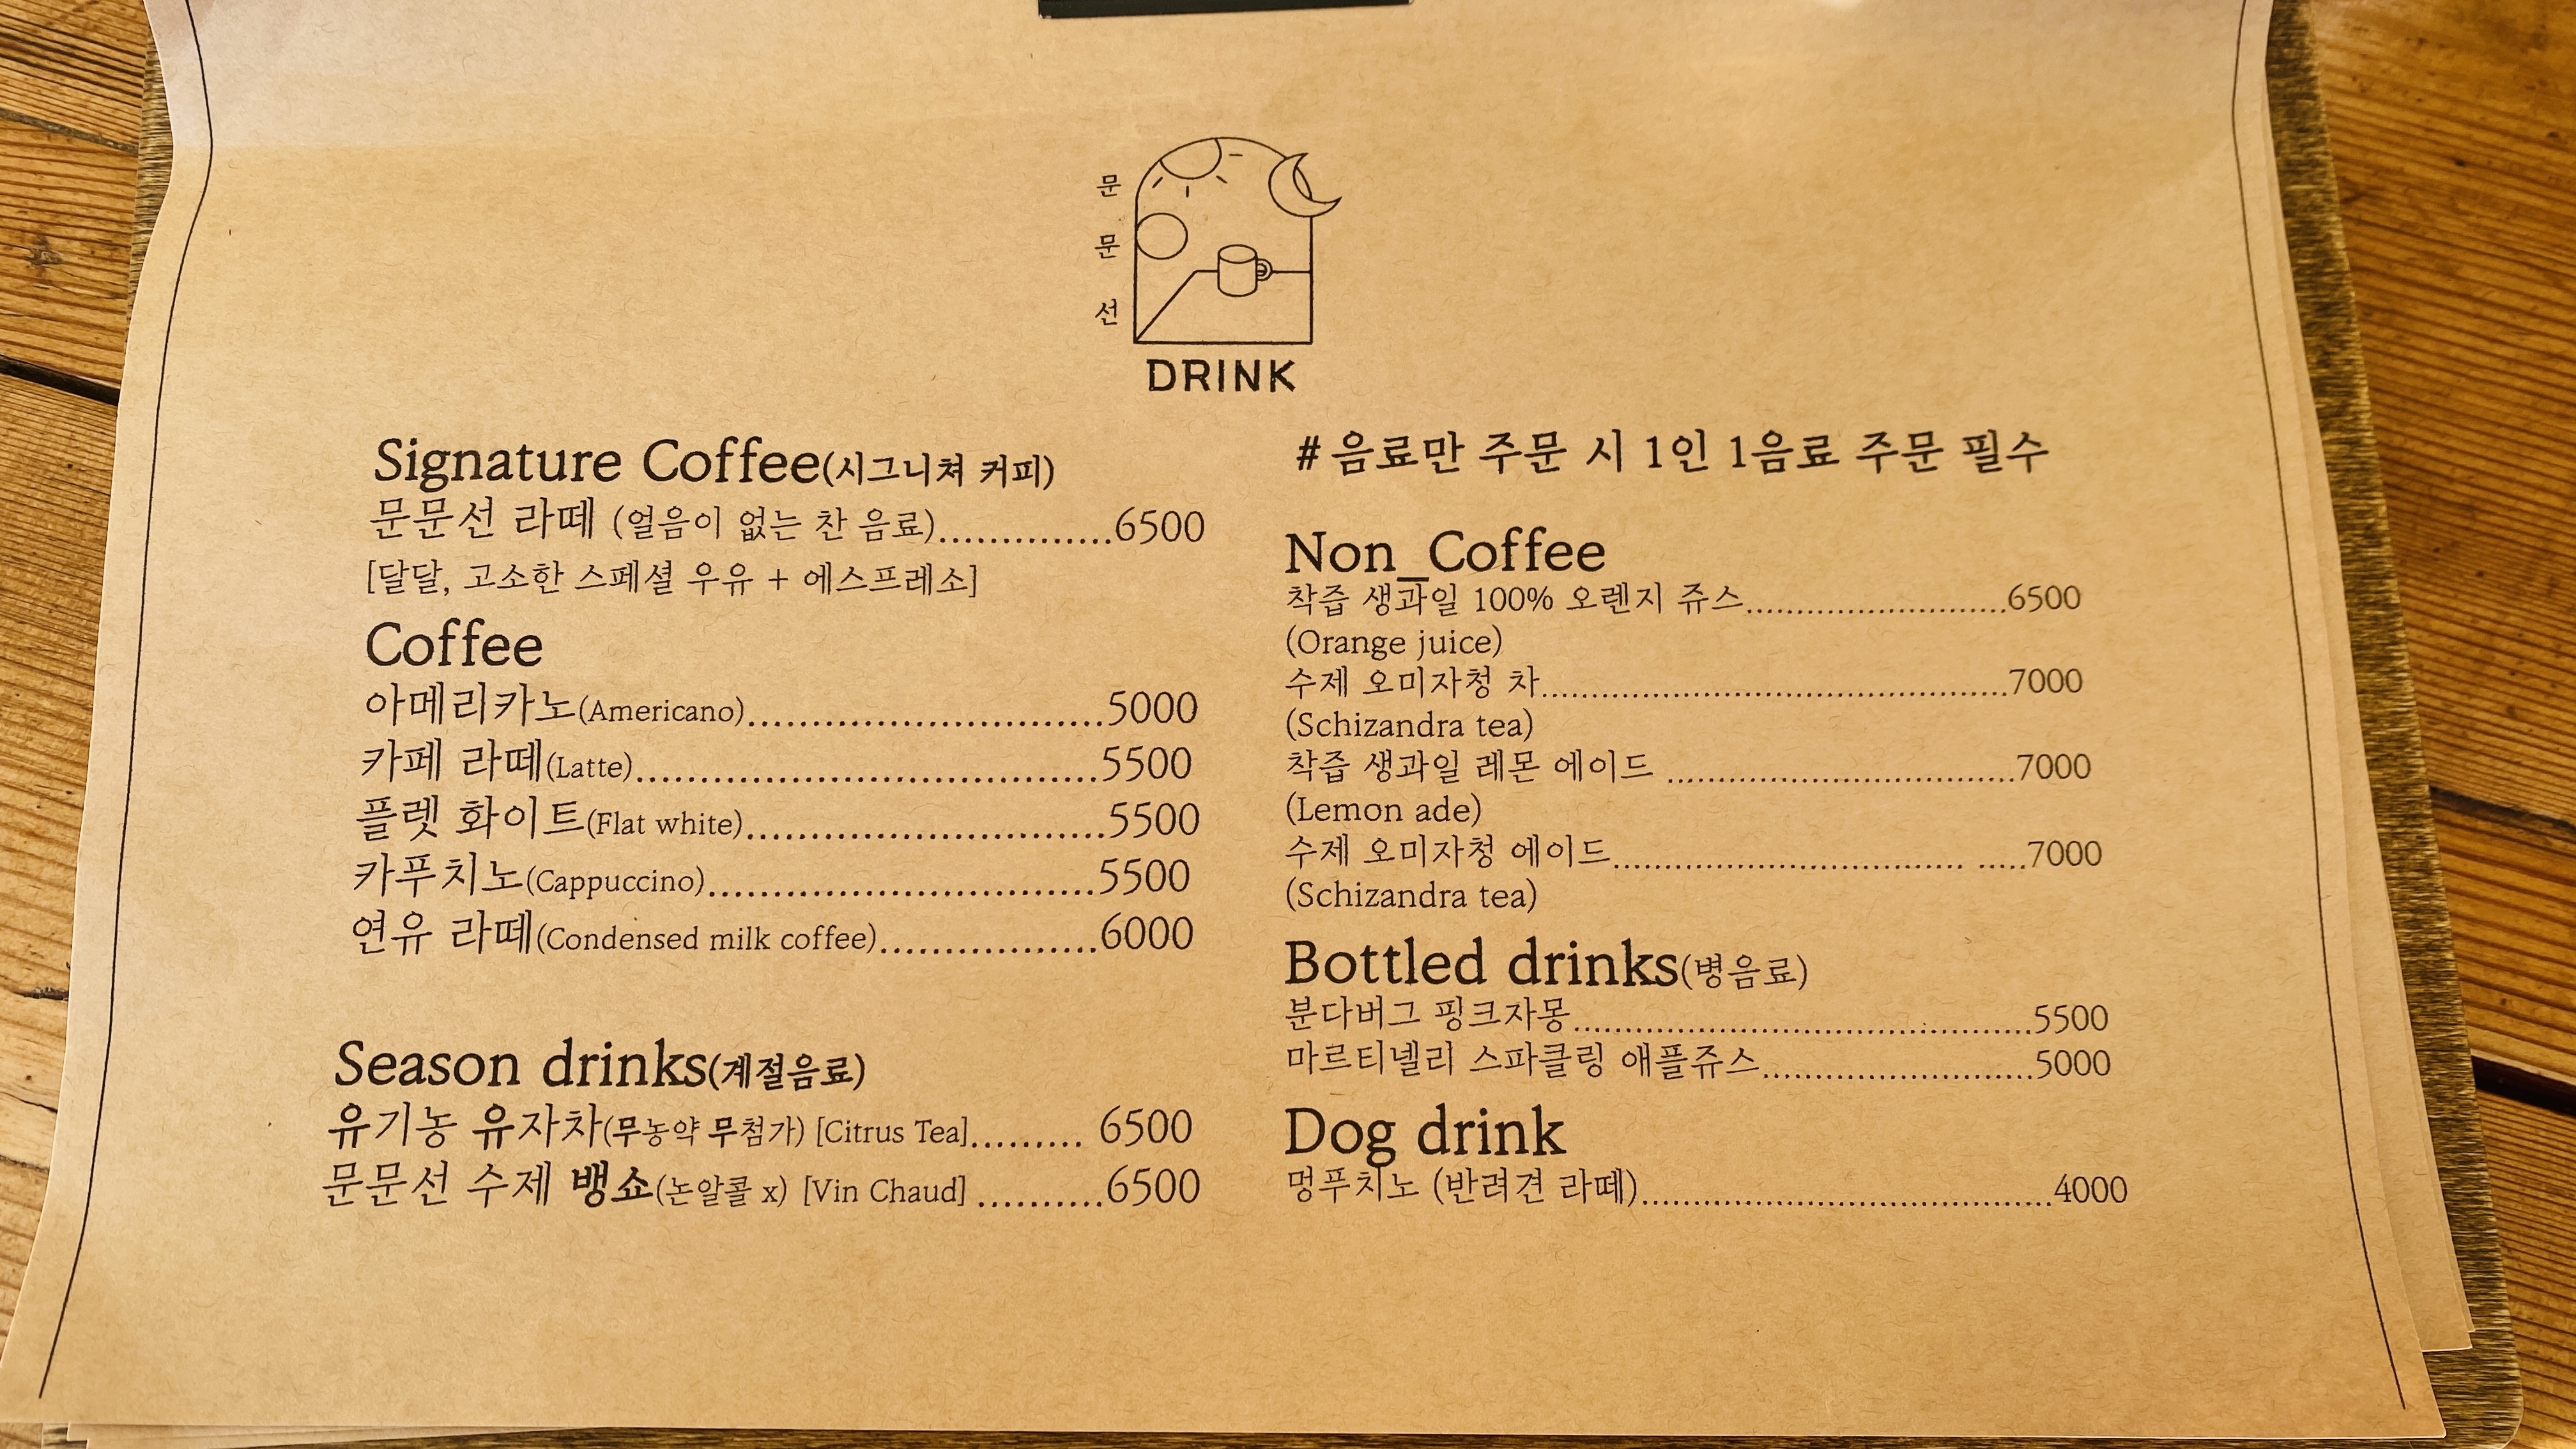 문
문
선
DRINK
Signature Coffee(시그니쳐 커피)
문문선 라떼 (얼음이 없는 찬 음료)...............6500
[달달, 고소한 스페셜 우유 + 에스프레소]
Coffee
아메리카노(Americano)................................5000
카페 라떼(Latte)..........................................5500
플렛 화이트(Flat white)................................5500
카푸치노(Cappuccino)...................................5500
연유 라떼(Condensed milk coffee)....................6000
Season drinks(계절음료)
유기농 유자차(무농약 무첨가) [Citrus Tea]......... 6500
문문선 수제 뱅쇼(논알콜 x) [Vin Chaud] ..........6500
#음료만 주문 시 1인 1음료 주문 필수
Non_Coffee
착즙 생과일 100% 오렌지 쥬스..........................6500
(Orange juice)
수제 오미자청 차..............................................7000
(Schizandra tea)
착즙 생과일 레몬 에이드 ..................................7000
(Lemon ade)
수제 오미자청 에이드................................... .....7000
(Schizandra tea)
Bottled drinks(병음료)
분다버그 핑크자몽.............................................5500
마르티넬리 스파클링 애플쥬스..........................5000
Dog drink
멍푸치노 (반려견 라떼).........................................4000